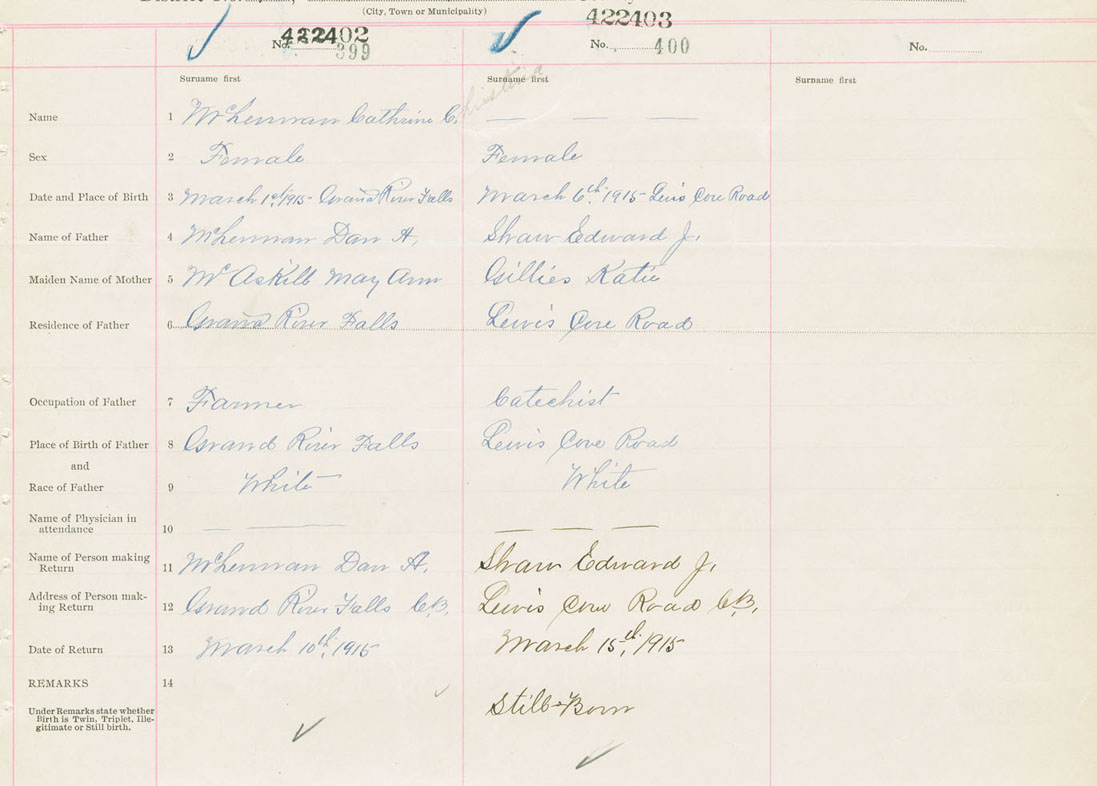 (City, Town or Municipality)
422402 422403
No. 399 No. 400 No.
Surname first Surname first Surname first
Name 1 McLennan Cathrine C. — — —
Sex 2 Female Female
Date and Place of Birth 3 March 1st, 1915 - Grand River Falls March 6th, 1915 - Lewis Cove Road
Name of Father 4 McLennan Dan A. Shaw Edward J.
Maiden Name of Mother 5 McAskill May Ann Gillies Katie
Residence of Father 6 Grand River Falls Lewis Cove Road
Occupation of Father 7 Farmer Catechist
Place of Birth of Father 8 Grand River Falls Lewis Cove Road
and
Race of Father 9 White White
Name of Physician in
attendance 10 — — — — —
Name of Person making
Return 11 McLennan Dan A. Shaw Edward J.
Address of Person mak-
ing Return 12 Grand River Falls C.B. Lewis Cove Road C.B.
Date of Return 13 March 10th, 1915 March 15th, 1915
REMARKS 14
Under Remarks state whether
Birth is Twin, Triplet, Ille-
gitimate or Still birth.
Still-Born